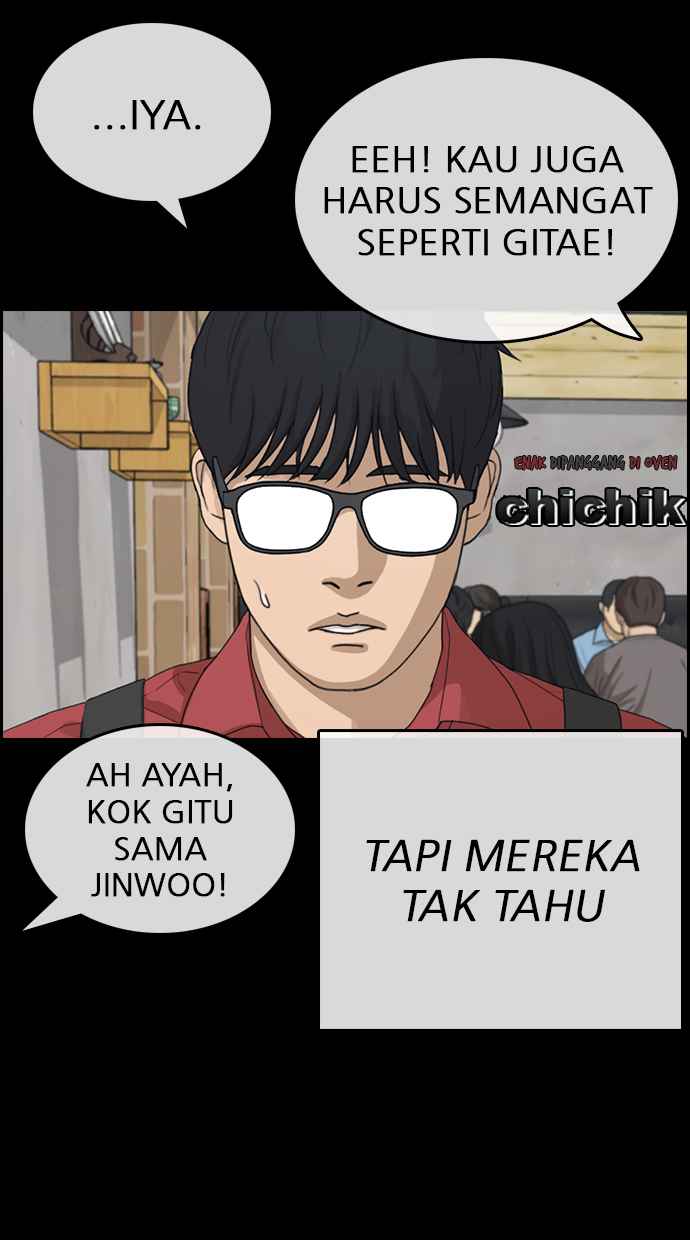 ...IYA.
EEH! KAU JUGA
HARUS SEMANGAT
SEPERTI GITAE!
ENAK DIPANGGANG DI OVEN
chichik
AH AYAH,
KOK GITU
SAMA
JINWOO!
TAPI MEREKA
TAK TAHU